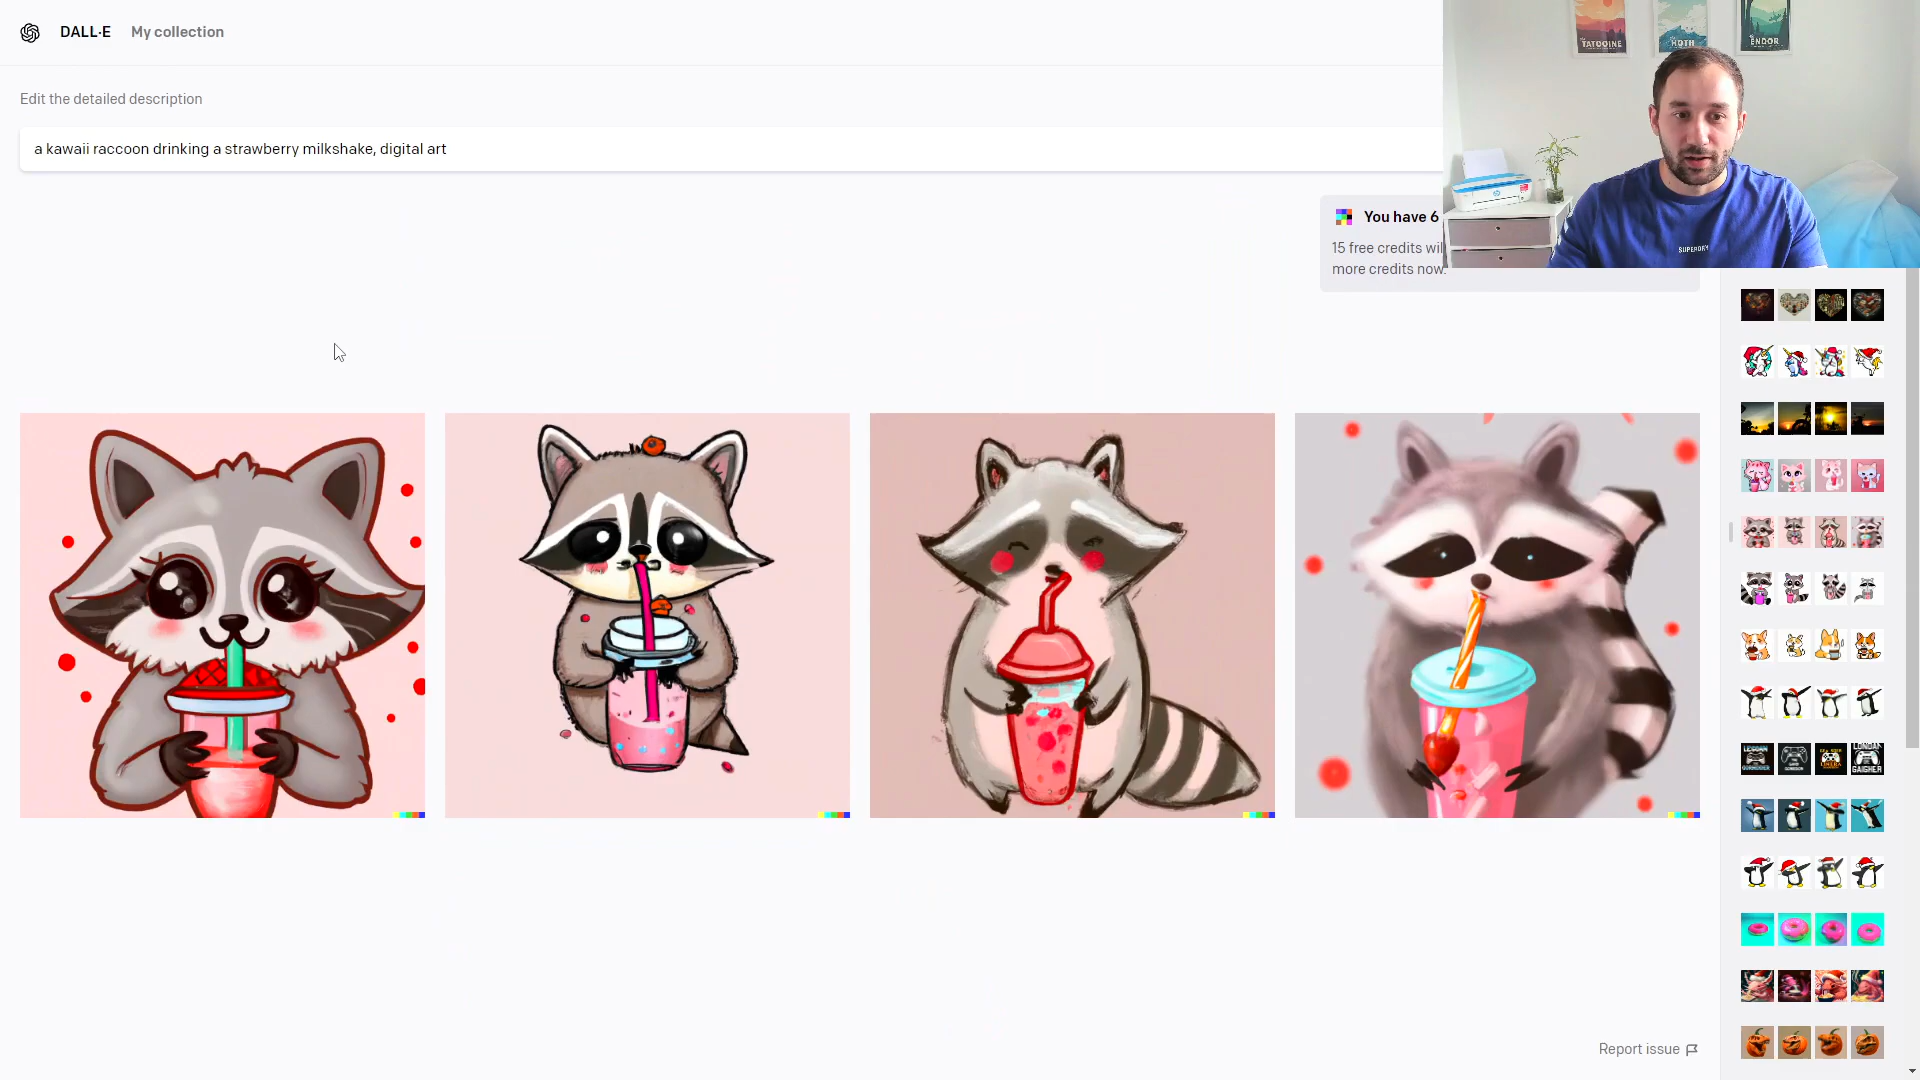 DALL·E My collection
Edit the detailed description
a kawaii raccoon drinking a strawberry milkshake, digital art
You have 6
15 free credits wil
more credits now.
TATOOINE
HOTH
ENDOR
SUPERDRY
Report issue